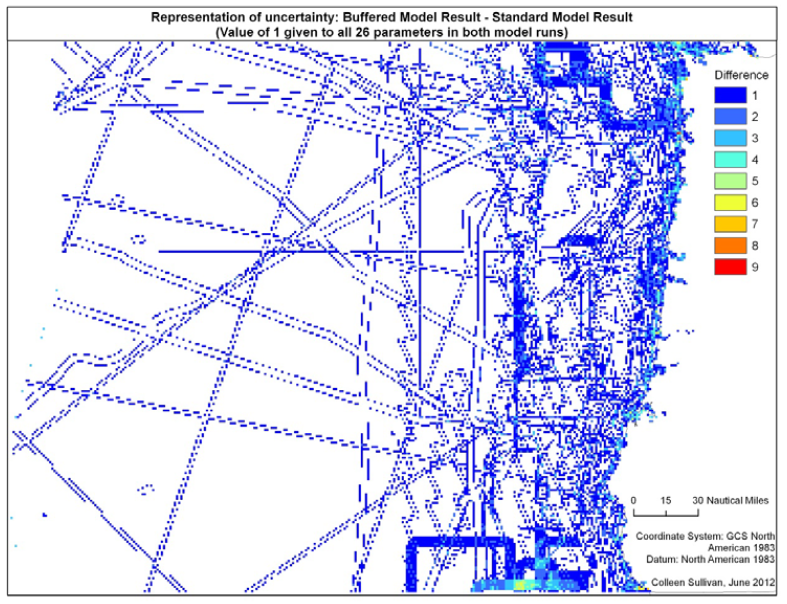 Representation of uncertainty: Buffered Model Result - Standard Model Result
(Value of 1 given to all 26 parameters in both model runs)
Difference
1
2
3
4
5
6
7
8
9
0 15 30 Nautical Miles
Coordinate System: GCS North
American 1983
Datum: North American 1983
Colleen Sullivan, June 2012